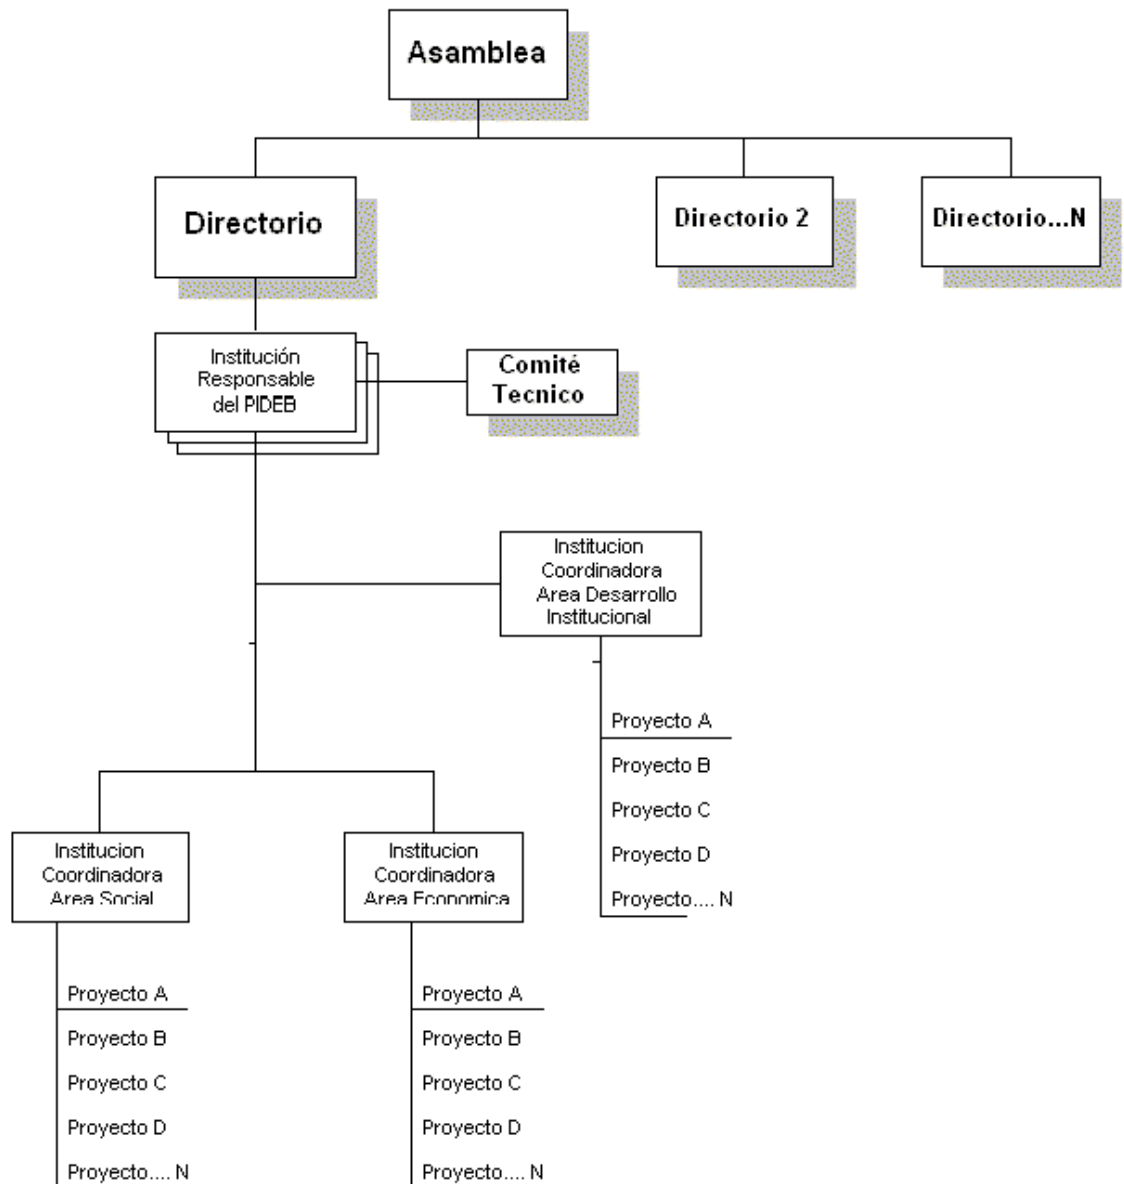 Asamblea
Directorio
Directorio 2
Directorio...N
Institución
Responsable
del PIDEB
Comité
Tecnico
Institucion
Coordinadora
Area Desarrollo
Institucional
Proyecto A
Proyecto B
Proyecto C
Proyecto D
Proyecto.... N
Institucion
Coordinadora
Area Social
Proyecto A
Proyecto B
Proyecto C
Proyecto D
Proyecto.... N
Institucion
Coordinadora
Area Economica
Proyecto A
Proyecto B
Proyecto C
Proyecto D
Proyecto.... N